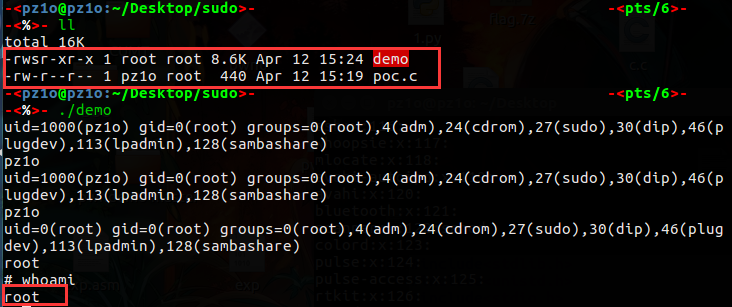 -<pz1o@pz1o:~/Desktop/sudo>- -<pts/6>-
-<%>- ll
total 16K
-rwsr-xr-x 1 root root 8.6K Apr 12 15:24 demo
-rw-r--r-- 1 pz1o root  440 Apr 12 15:19 poc.c
-<pz1o@pz1o:~/Desktop/sudo>- -<pts/6>-
-<%>- ./demo
uid=1000(pz1o) gid=0(root) groups=0(root),4(adm),24(cdrom),27(sudo),30(dip),46(p
lugdev),113(lpadmin),128(sambashare)
pz1o
uid=1000(pz1o) gid=0(root) groups=0(root),4(adm),24(cdrom),27(sudo),30(dip),46(p
lugdev),113(lpadmin),128(sambashare)
pz1o
uid=0(root) gid=0(root) groups=0(root),4(adm),24(cdrom),27(sudo),30(dip),46(plug
dev),113(lpadmin),128(sambashare)
root
# whoami
root